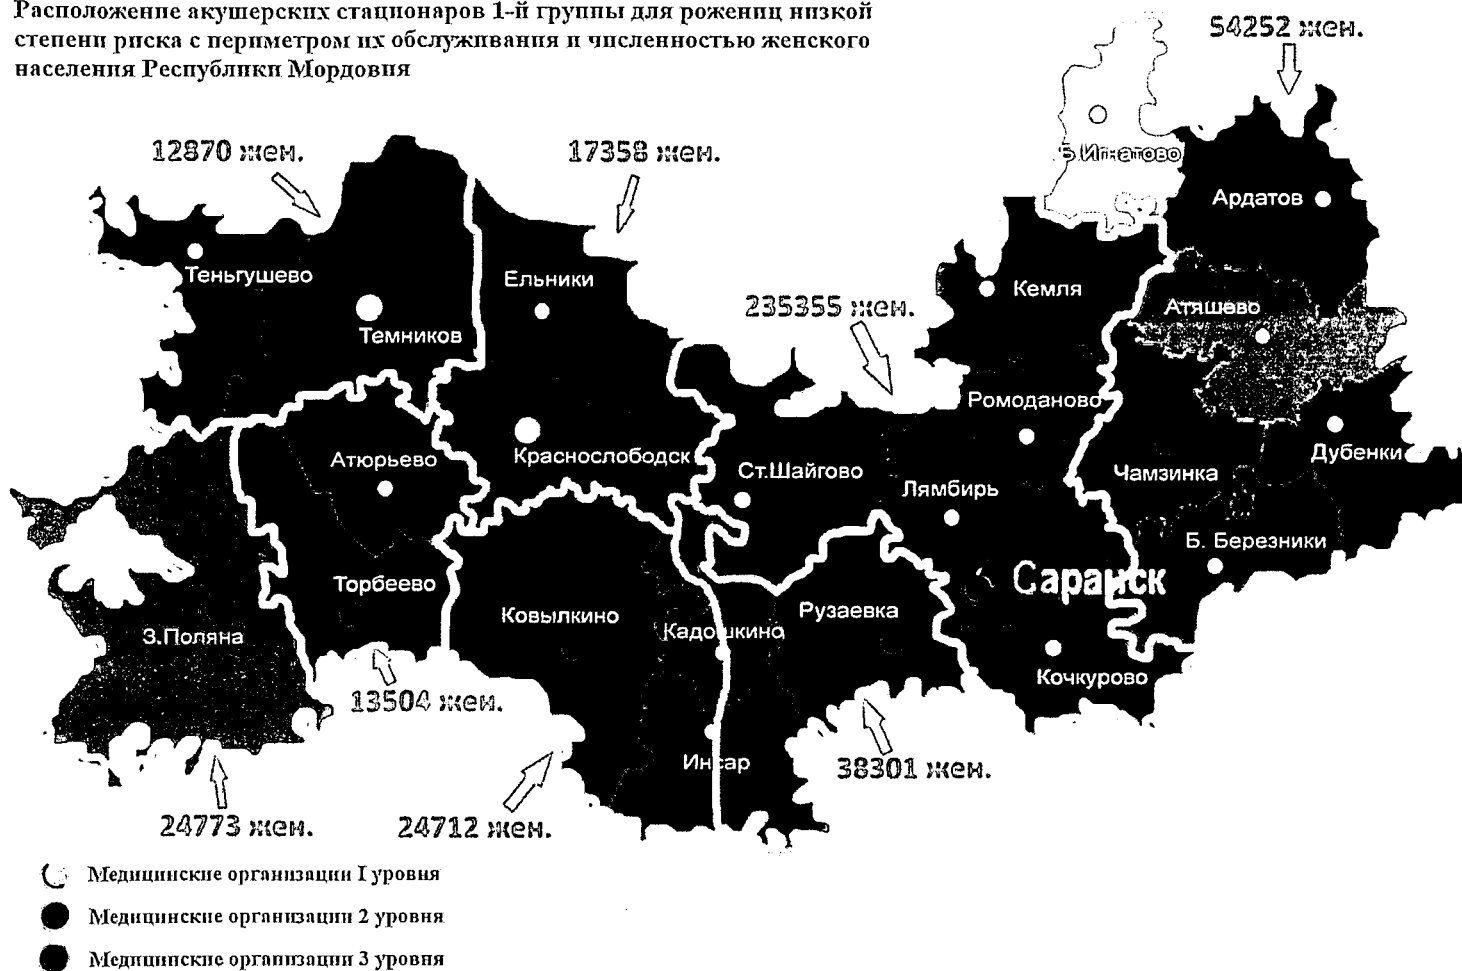 Расположение акушерских стационаров 1-й группы для рожениц низкой
степени риска с периметром их обслуживания и численностью женского
населения Республики Мордовия
54252 жен.
12870 жен.
17358 жен.
Б.Игнатово
Ардатов
Теньгушево
Ельники
Кемля
235355 жен.
Атяшево
Темников
Ромоданово
Атюрьево
Краснослободск
Ст.Шайгово
Лямбирь
Чамзинка
Дубенки
Б. Березники
Торбеево
Саранск
Ковылкино
Рузаевка
З.Поляна
Кадошкино
Кочкурово
13504 жен.
Инсар
38301 жен.
24773 жен.
24712 жен.
Медицинские организации I уровня
Медицинские организации 2 уровня
Медицинские организации 3 уровня